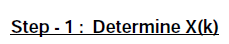 Step - 1 :  Determine X(k)